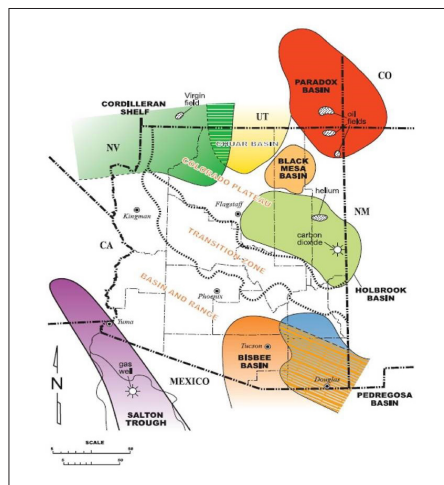 PARADOX
BASIN
CO
Virgin
field
CORDILLERAN
SHELF
UT
oil
fields
NV
CHUAR BASIN
BLACK
MESA
BASIN
COLORADO PLATEAU
helium
Kingman
Flagstaff
NM
carbon
dioxide
CA
TRANSITION ZONE
HOLBROOK
BASIN
BASIN AND RANGE
Phoenix
Yuma
Tucson
gas
well
BISBEE
BASIN
N
MEXICO
Douglas
PEDREGOSA
BASIN
SALTON
TROUGH
SCALE